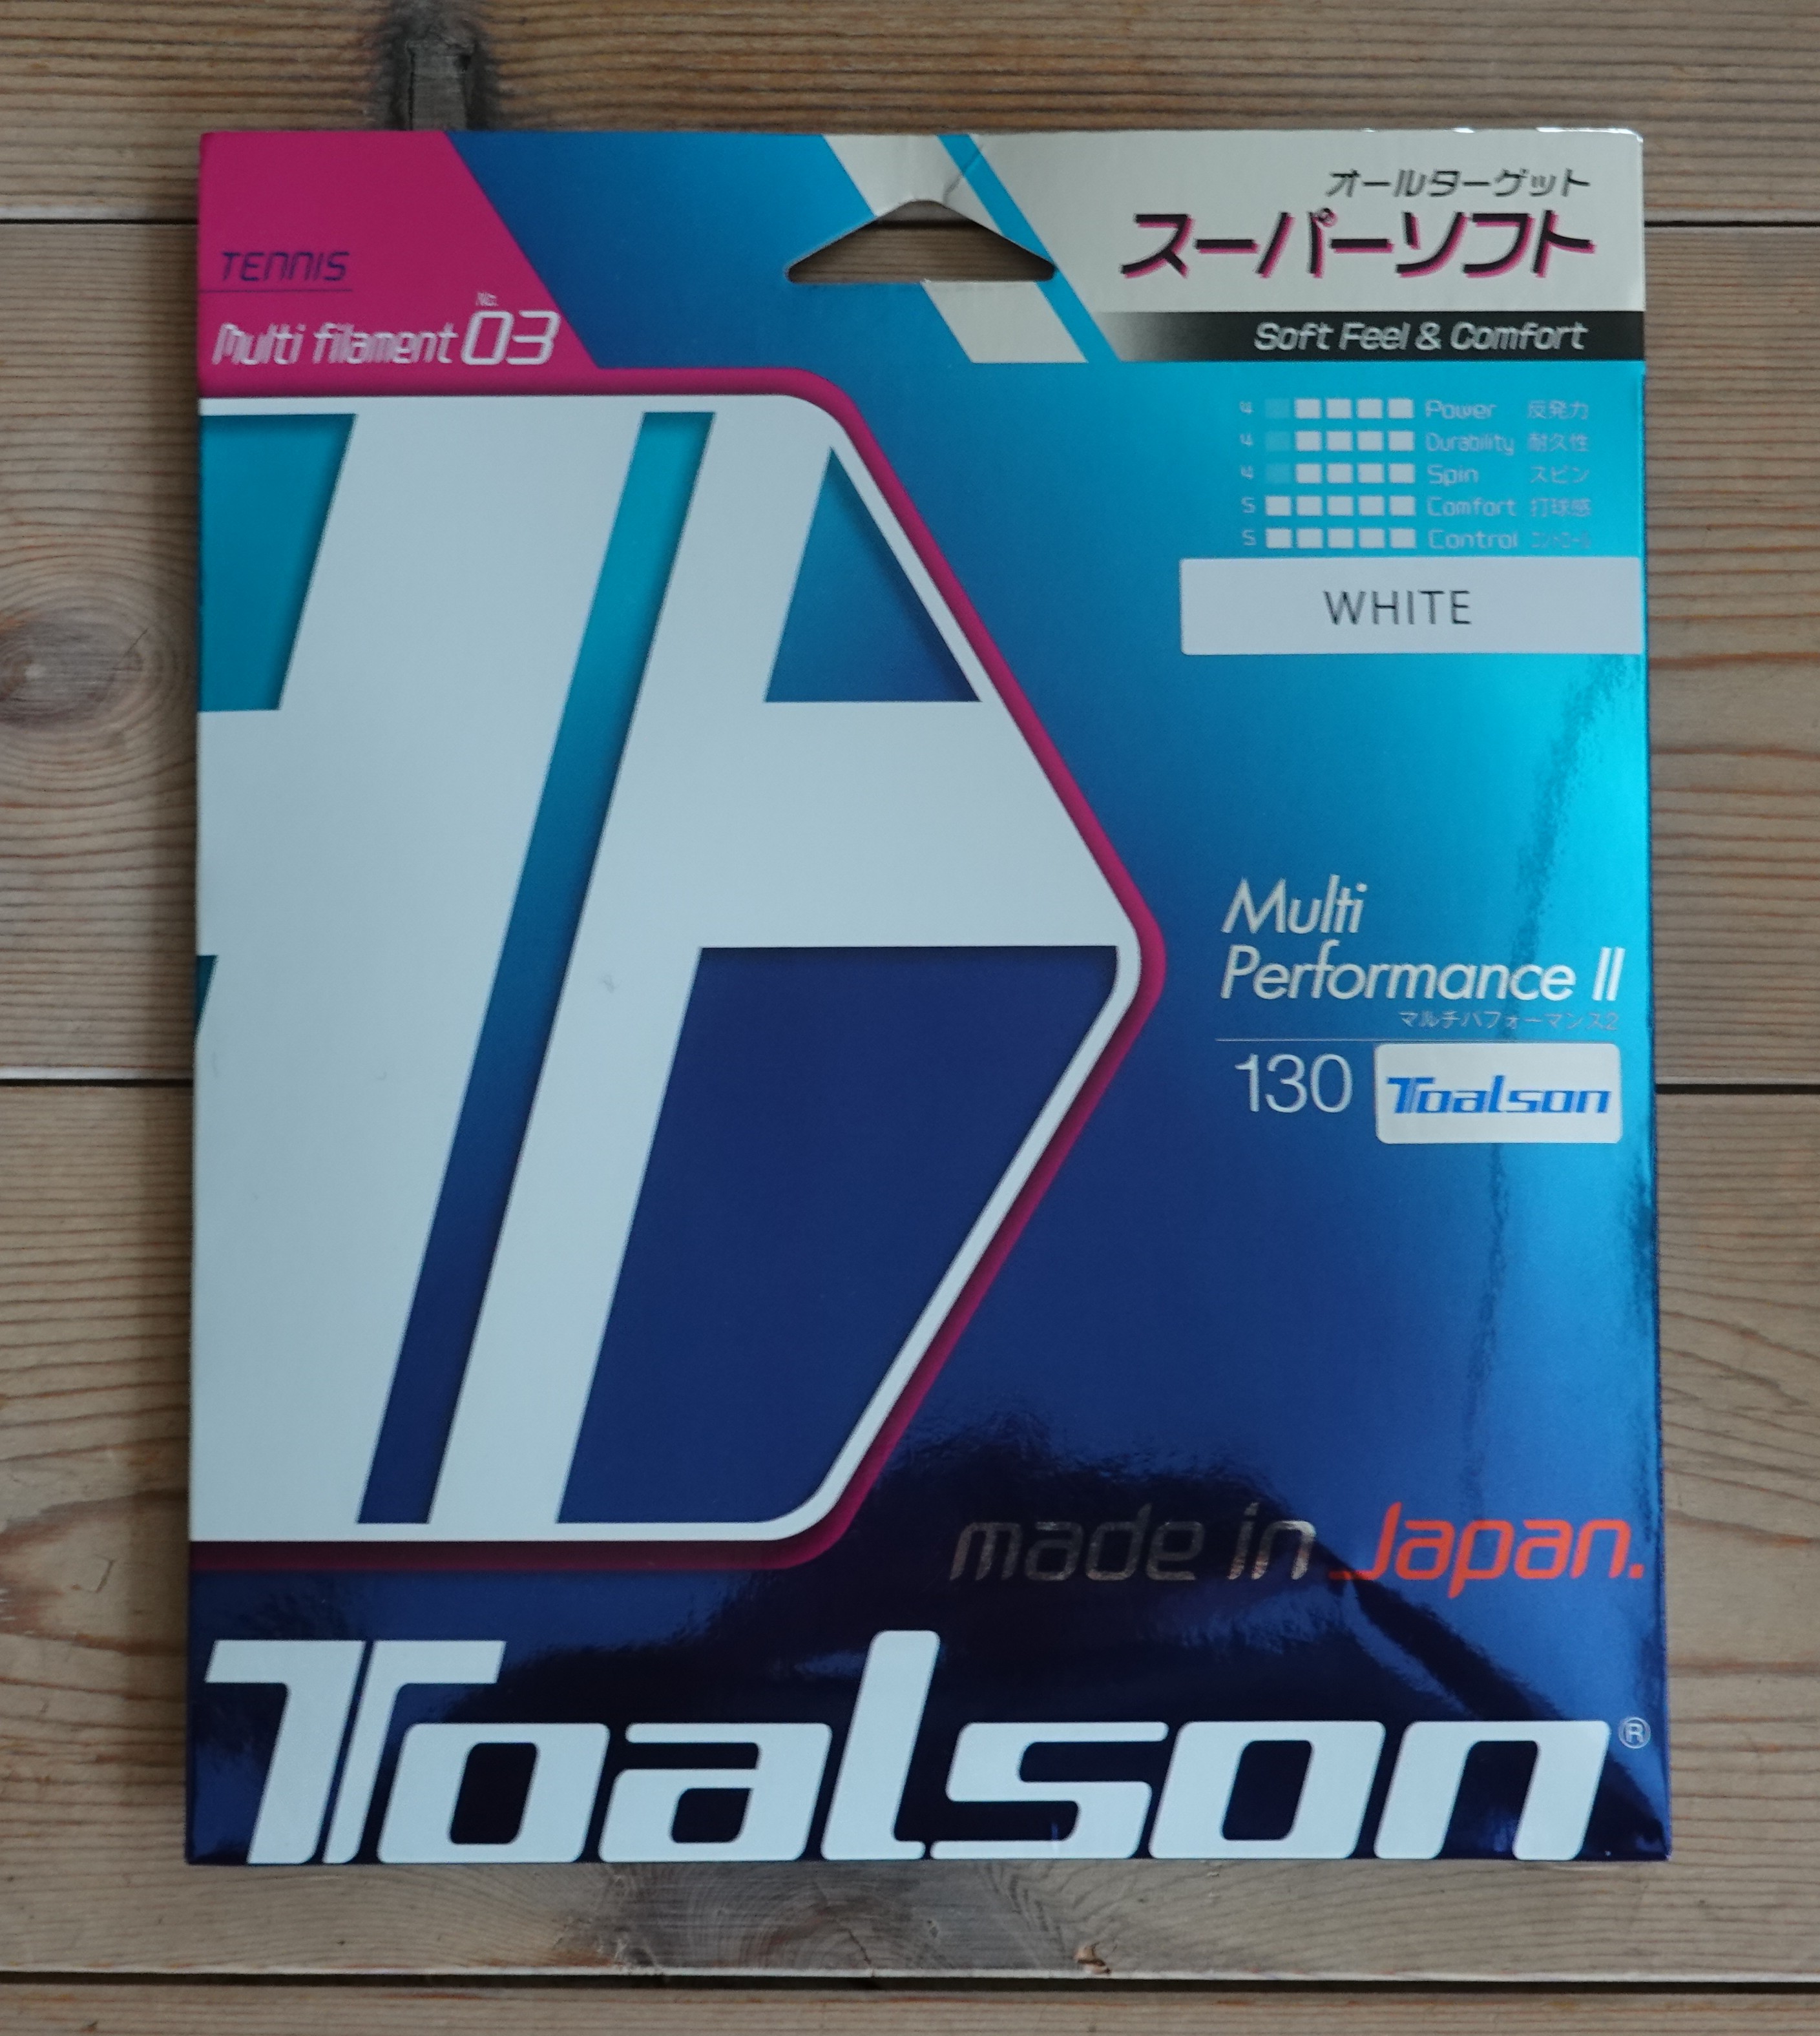 オールターゲット
スーパーソフト
Soft Feel & Comfort
TENNIS
Multi filament No. 03
4 Power 反発力
4 Durability 耐久性
4 Spin スピン
5 Comfort 打球感
5 Control コントロール
WHITE
Multi
Performance II
マルチパフォーマンス2
130 Toalson
made in Japan.
Toalson®